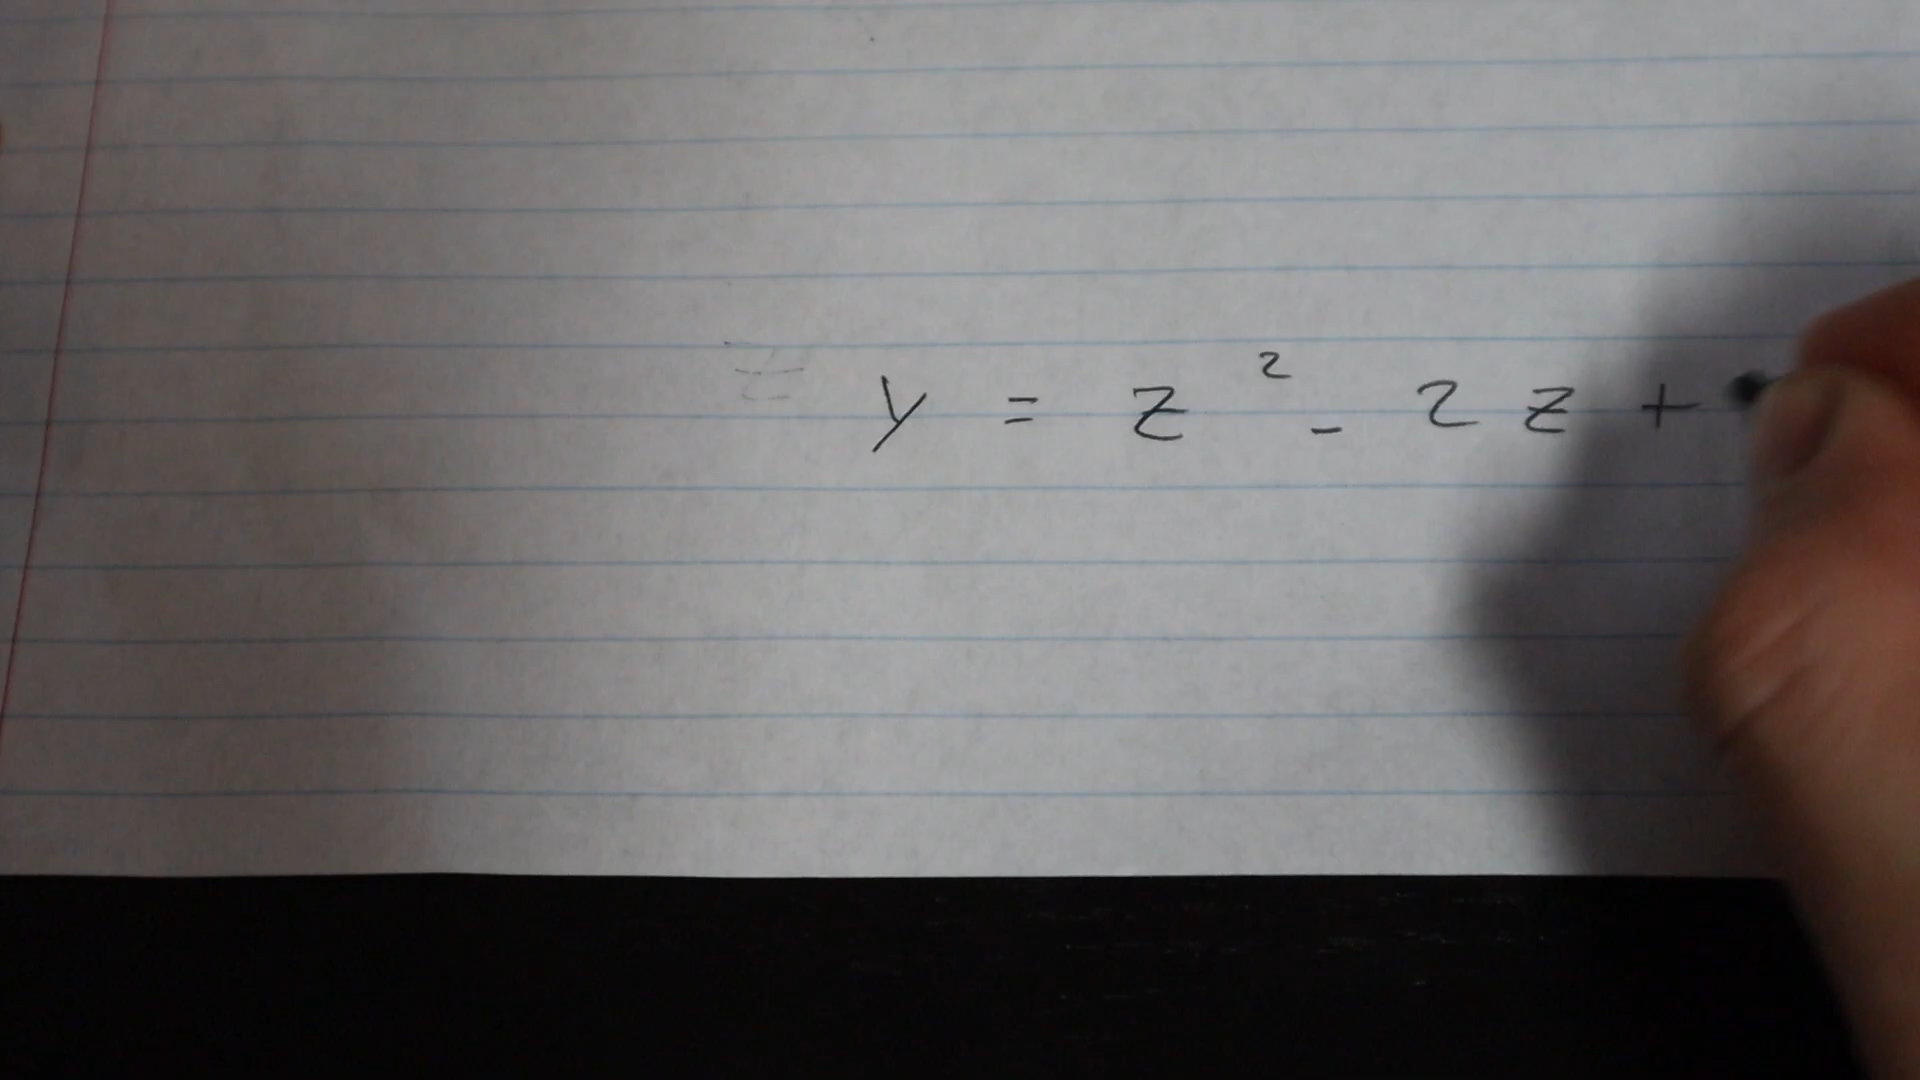 y = z² - 2z +